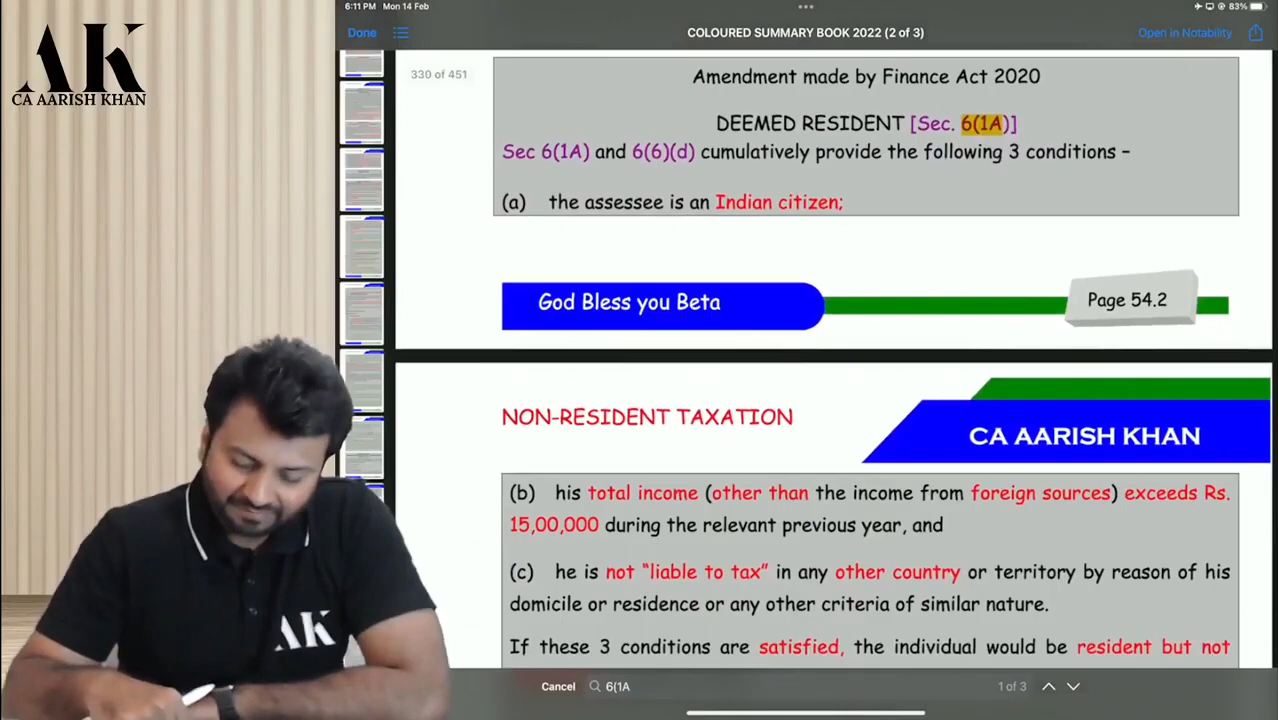 AK
CA AARISH KHAN
6:11 PM Mon 14 Feb
83%
Done
COLOURED SUMMARY BOOK 2022 (2 of 3)
Open in Notability
330 of 451
Amendment made by Finance Act 2020
DEEMED RESIDENT [Sec. 6(1A)]
Sec 6(1A) and 6(6)(d) cumulatively provide the following 3 conditions –
(a) the assessee is an Indian citizen;
God Bless you Beta
Page 54.2
NON-RESIDENT TAXATION
CA AARISH KHAN
(b) his total income (other than the income from foreign sources) exceeds Rs.
15,00,000 during the relevant previous year, and
(c) he is not “liable to tax” in any other country or territory by reason of his
domicile or residence or any other criteria of similar nature.
If these 3 conditions are satisfied, the individual would be resident but not
Cancel
6(1A
1 of 3
AK